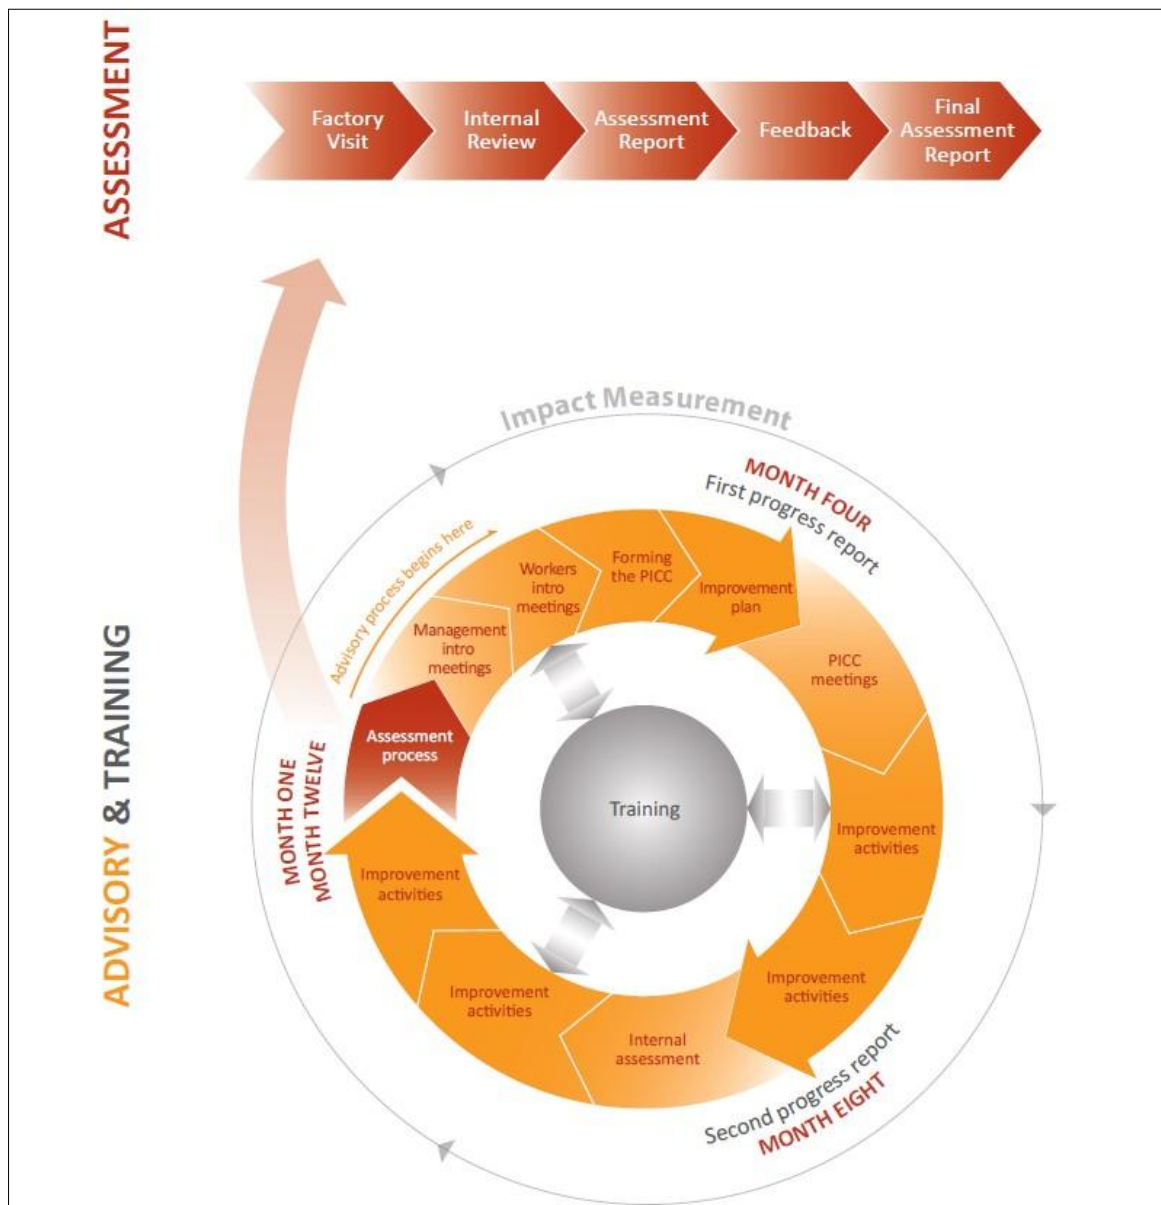 ASSESSMENT
Factory
Visit
Internal
Review
Assessment
Report
Feedback
Final
Assessment
Report
Impact Measurement
MONTH FOUR
First progress report
Advisory process begins here
Assessment
process
Management
intro
meetings
Workers
intro
meetings
Forming
the PICC
Improvement
plan
PICC
meetings
Improvement
activities
Improvement
activities
Internal
assessment
Improvement
activities
Improvement
activities
Training
MONTH ONE
MONTH TWELVE
Second progress report
MONTH EIGHT
ADVISORY & TRAINING